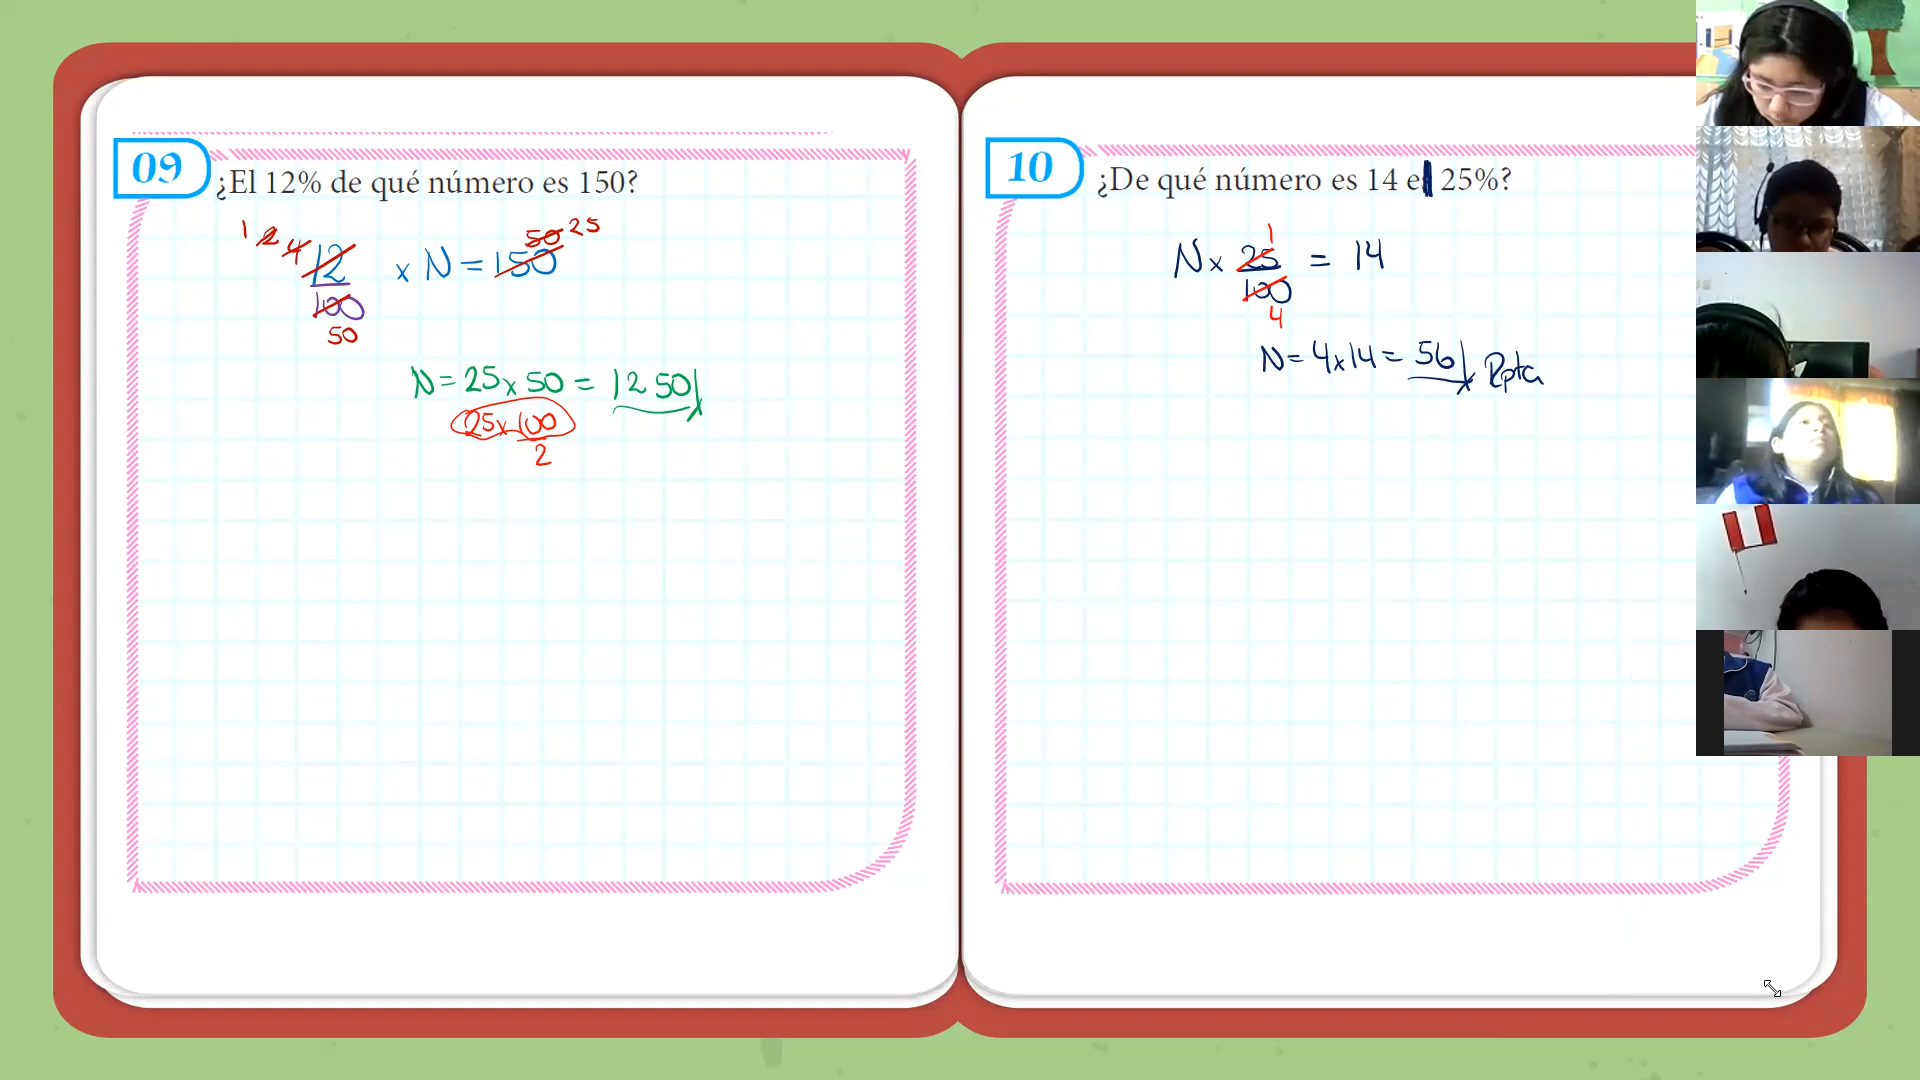 09
¿El 12% de qué número es 150?
1 2 4 12 x N = 150 50 25
100
50
N = 25 x 50 = 1250
25 x 100
2
10
¿De qué número es 14 el 25%?
1
N x 25 = 14
100
4
N = 4 x 14 = 56 Rpta